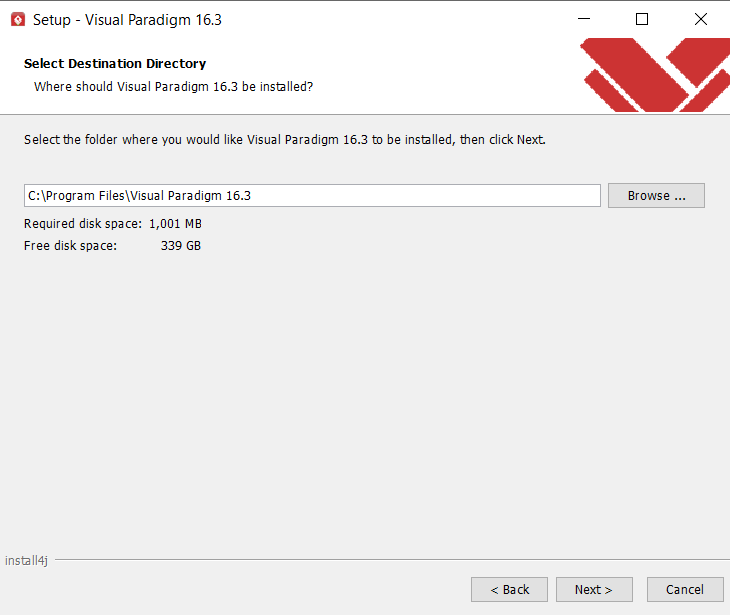 Setup - Visual Paradigm 16.3
Select Destination Directory
Where should Visual Paradigm 16.3 be installed?
Select the folder where you would like Visual Paradigm 16.3 to be installed, then click Next.
C:\Program Files\Visual Paradigm 16.3
Browse ...
Required disk space: 1,001 MB
Free disk space: 339 GB
install4j
< Back
Next >
Cancel